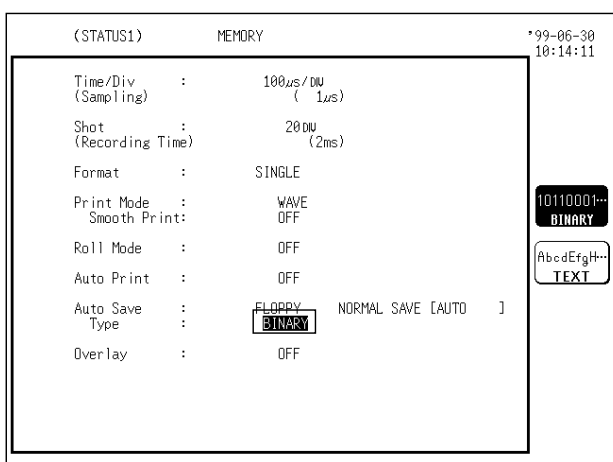 (STATUS1) MEMORY '99-06-30
10:14:11
Time/Div : 100µs/DIV
(Sampling) ( 1µs)
Shot : 20DIV
(Recording Time) (2ms)
Format : SINGLE
Print Mode : WAVE
Smooth Print: OFF
Roll Mode : OFF
Auto Print : OFF
Auto Save : FLOPPY NORMAL SAVE [AUTO ]
Type : BINARY
Overlay : OFF
10110001…
BINARY
AbcdEfgH…
TEXT